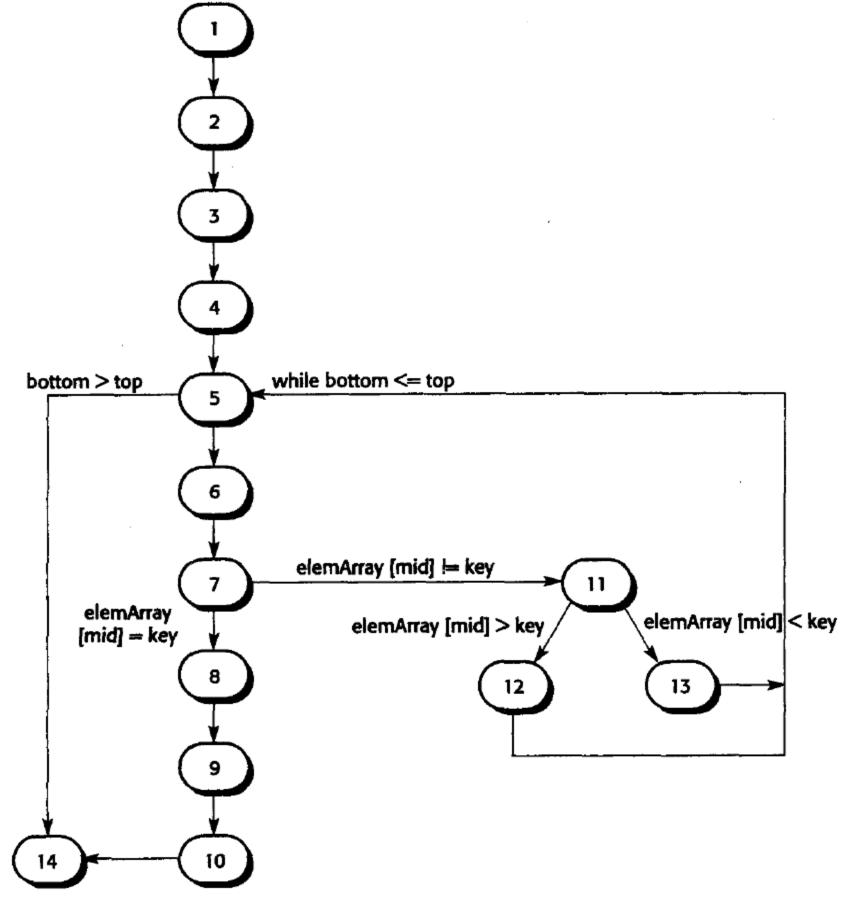 1
2
3
4
bottom > top
while bottom <= top
5
6
7
elemArray [mid] != key
11
elemArray
[mid] = key
elemArray [mid] > key
elemArray [mid] < key
8
12
13
9
14
10